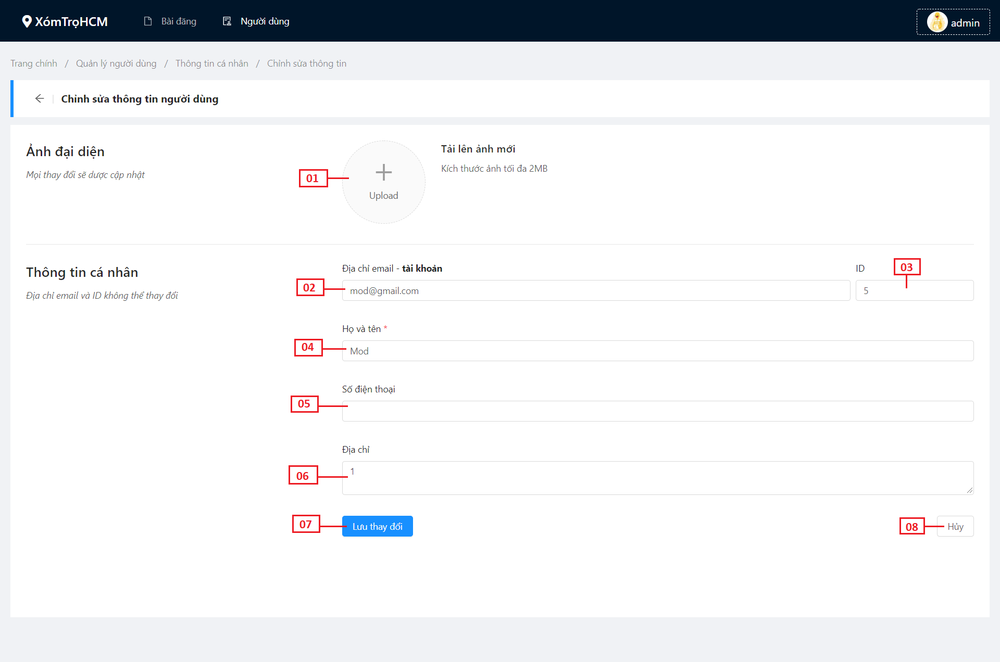 XómTrọHCM
Bài đăng
Người dùng
admin
Trang chính / Quản lý người dùng / Thông tin cá nhân / Chỉnh sửa thông tin
Chỉnh sửa thông tin người dùng
Ảnh đại diện
Mọi thay đổi sẽ dược cập nhật
01
Upload
Tải lên ảnh mới
Kích thước ảnh tối đa 2MB
Thông tin cá nhân
Địa chỉ email và ID không thể thay đổi
Địa chỉ email - tài khoản
ID
03
02
mod@gmail.com
5
Họ và tên *
04
Mod
Số điện thoại
05
Địa chỉ
06
1
07
Lưu thay đổi
08
Hủy